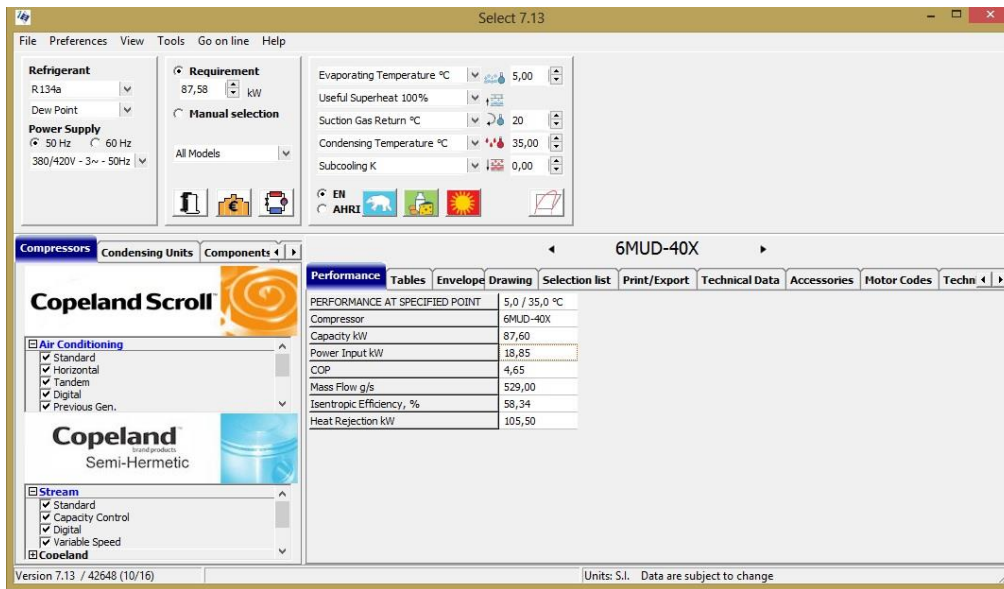 Select 7.13
File Preferences View Tools Go on line Help
Refrigerant
R134a
Dew Point
Power Supply
50 Hz 60 Hz
380/420V - 3~ - 50Hz
Requirement
87,58 kW
Manual selection
All Models
€
Evaporating Temperature ºC 5,00
Useful Superheat 100%
Suction Gas Return ºC 20
Condensing Temperature ºC 35,00
Subcooling K 0,00
EN
AHRI
Compressors Condensing Units Components
Copeland Scroll
Air Conditioning
Standard
Horizontal
Tandem
Digital
Previous Gen.
Copeland
brand products
Semi-Hermetic
Stream
Standard
Capacity Control
Digital
Variable Speed
Copeland
6MUD-40X
Performance Tables Envelope Drawing Selection list Print/Export Technical Data Accessories Motor Codes Techni
PERFORMANCE AT SPECIFIED POINT 5,0 / 35,0 ºC
Compressor 6MUD-40X
Capacity kW 87,60
Power Input kW 18,85
COP 4,65
Mass Flow g/s 529,00
Isentropic Efficiency, % 58,34
Heat Rejection kW 105,50
Version 7.13 / 42648 (10/16)
Units: S.I. Data are subject to change